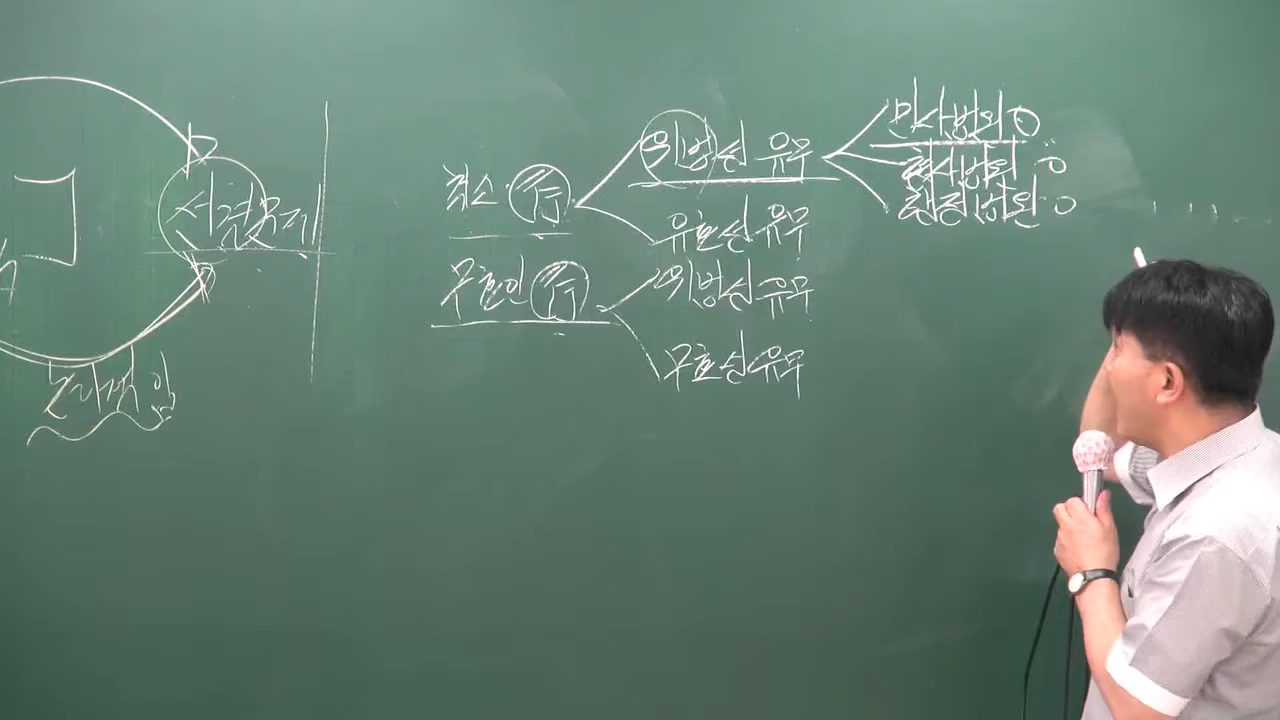 선결문제
논리적임
취소 行
위법성 유무
민사법원 O
형사법원 O
행정법원 O
유효성 유무
무효인 行
위법성 유무
무효성 유무